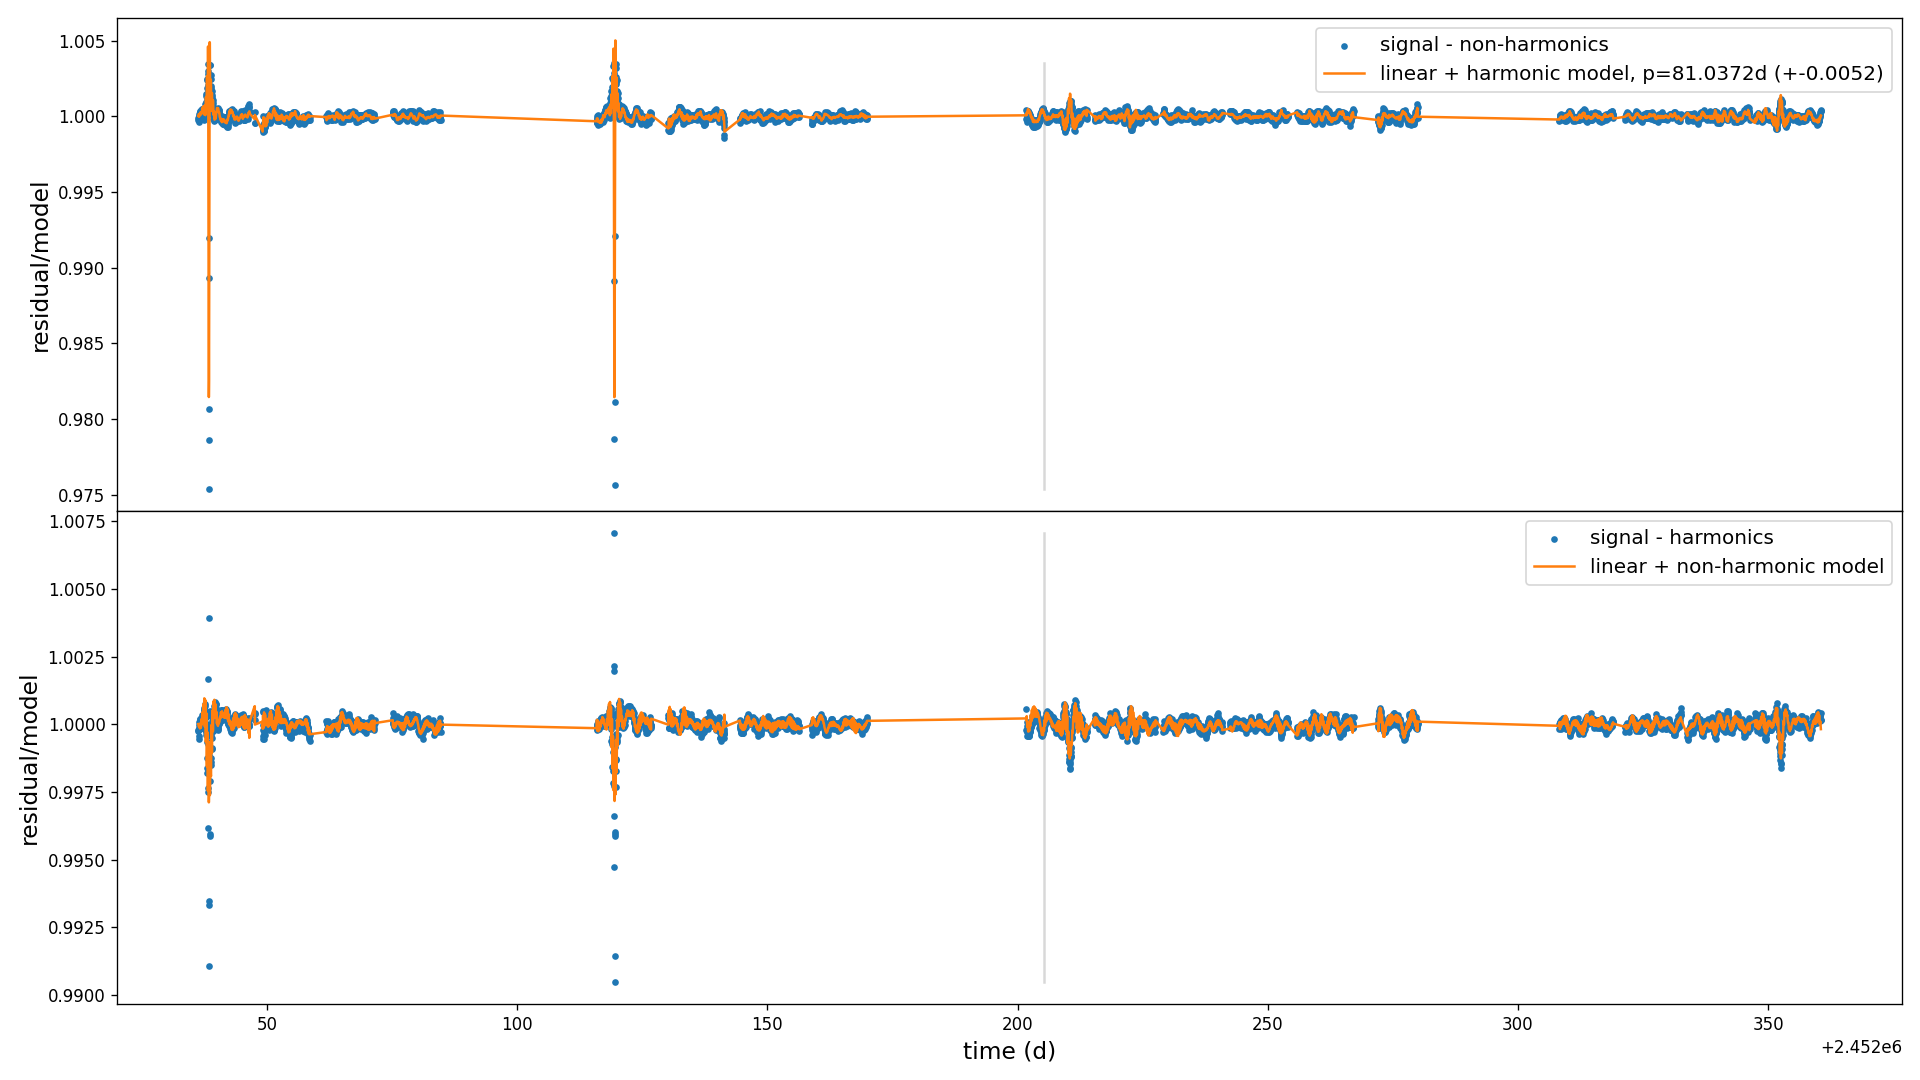 1.005
1.000
0.995
0.990
0.985
0.980
0.975
residual/model
signal - non-harmonics
linear + harmonic model, p=81.0372d (+-0.0052)
1.0075
1.0050
1.0025
1.0000
0.9975
0.9950
0.9925
0.9900
residual/model
signal - harmonics
linear + non-harmonic model
50
100
150
200
250
300
350
time (d)
+2.452e6